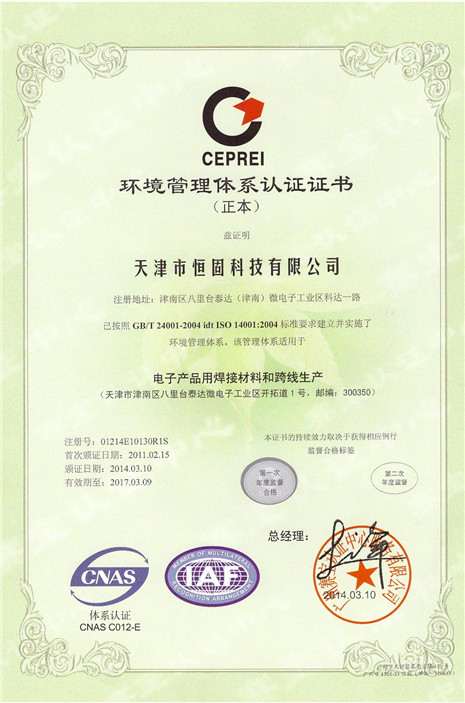 CEPREI
环境管理体系认证证书
（正本）
兹证明
天津市恒固科技有限公司
注册地址：津南区八里台泰达（津南）微电子工业区科达一路
已按照 GB/T 24001-2004 idt ISO 14001:2004 标准要求建立并实施了
环境管理体系。该管理体系适用于
电子产品用焊接材料和跨线生产
（天津市津南区八里台泰达微电子工业区开拓道 1 号，邮编：300350）
注册号：01214E10130R1S
首次颁证日期：2011.02.15
颁证日期：2014.03.10
有效期至：2017.03.09
本证书的持续效力取决于获得相应例行
监督合格标签
第一次
年度监督
合格
第二次
年度监督
总经理：
2014.03.10
CNAS
体系认证
CNAS C012-E
MEMBER OF MULTILATERAL
IAF
RECOGNITION ARRANGEMENT